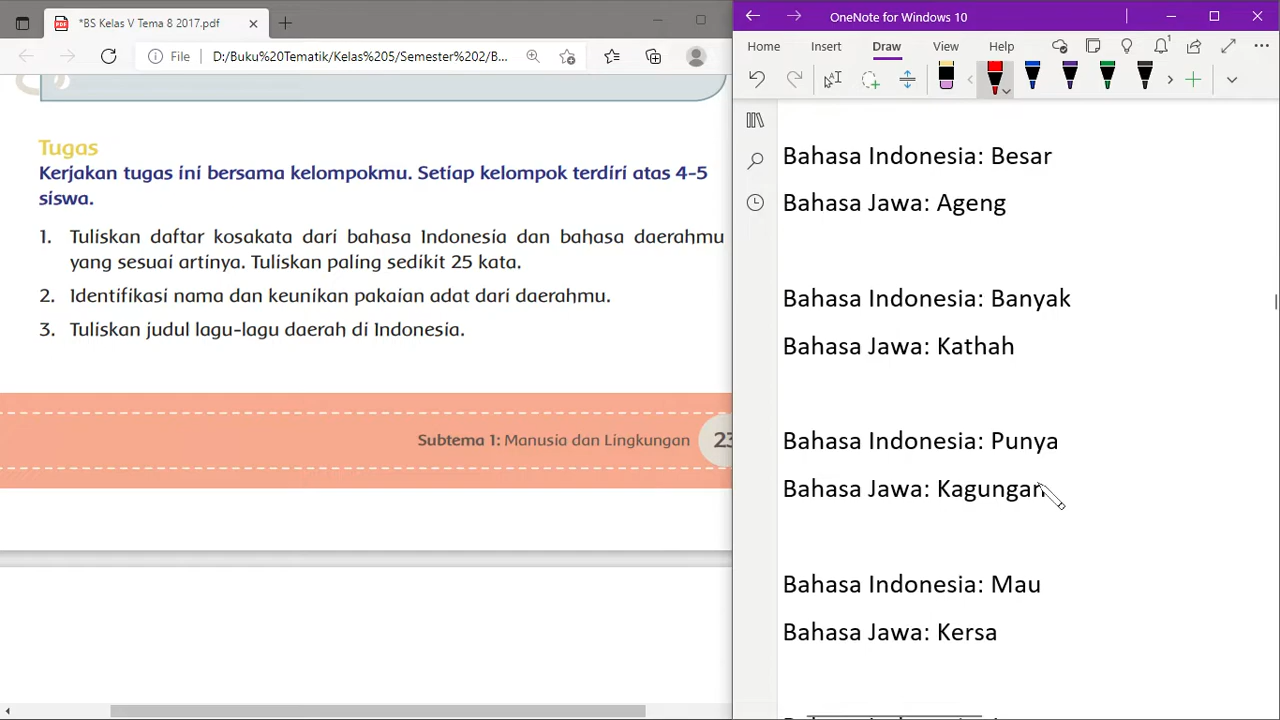 *BS Kelas V Tema 8 2017.pdf
File
D:/Buku%20Tematik/Kelas%205/Semester%202/B...
Tugas
Kerjakan tugas ini bersama kelompokmu. Setiap kelompok terdiri atas 4-5
siswa.
1. Tuliskan daftar kosakata dari bahasa Indonesia dan bahasa daerahmu
yang sesuai artinya. Tuliskan paling sedikit 25 kata.
2. Identifikasi nama dan keunikan pakaian adat dari daerahmu.
3. Tuliskan judul lagu-lagu daerah di Indonesia.
Subtema 1: Manusia dan Lingkungan
23
OneNote for Windows 10
Home Insert Draw View Help
Bahasa Indonesia: Besar
Bahasa Jawa: Ageng
Bahasa Indonesia: Banyak
Bahasa Jawa: Kathah
Bahasa Indonesia: Punya
Bahasa Jawa: Kagungan
Bahasa Indonesia: Mau
Bahasa Jawa: Kersa